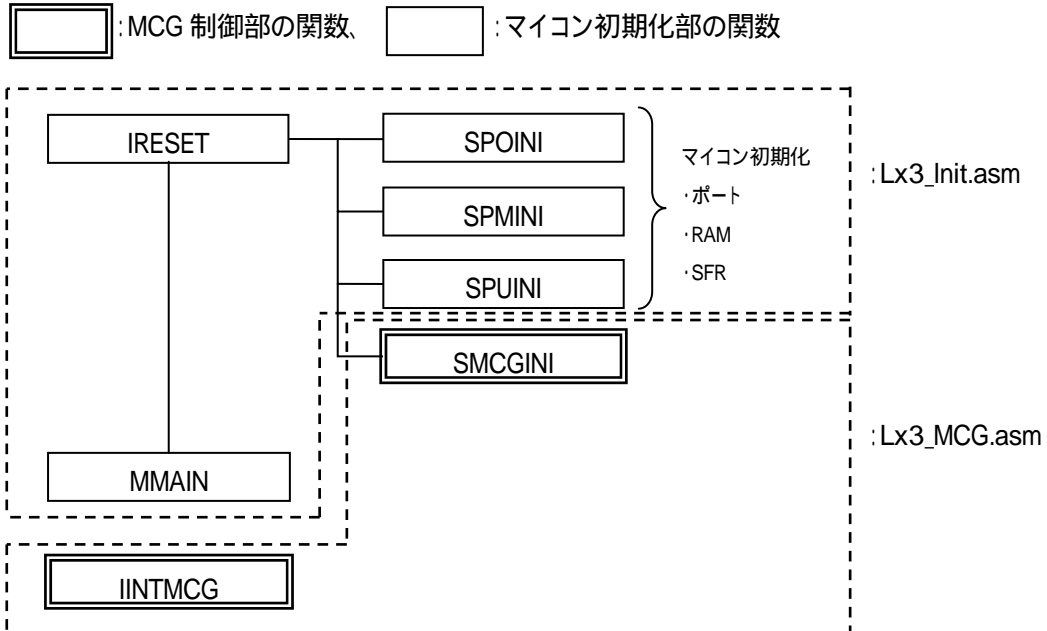 :MCG 制御部の関数、 :マイコン初期化部の関数
IRESET
SPOINI
SPMINI
SPUINI
マイコン初期化
・ポート
・RAM
・SFR
:Lx3_Init.asm
SMCGINI
:Lx3_MCG.asm
MMAIN
IINTMCG